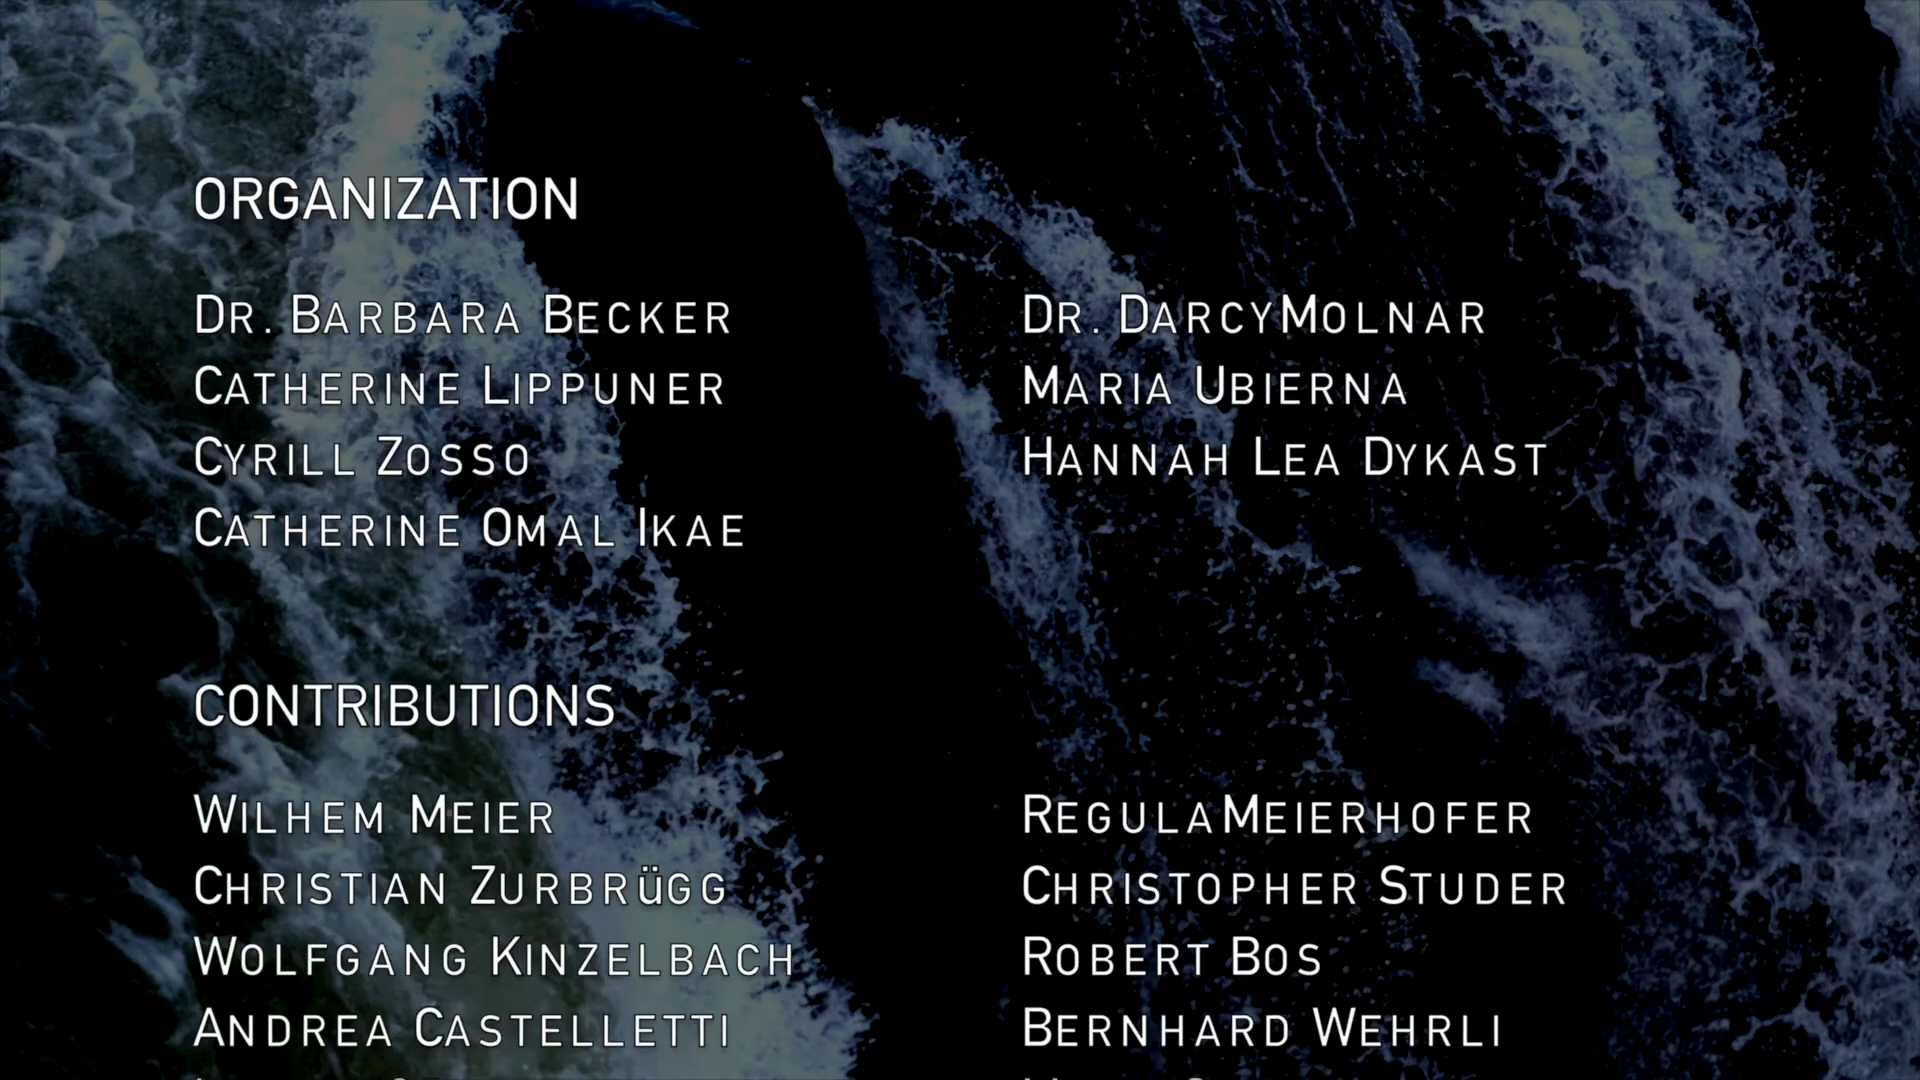 ORGANIZATION
DR. BARBARA BECKER
CATHERINE LIPPUNER
CYRILL ZOSSO
CATHERINE OMAL IKAE
DR. DARCYMOLNAR
MARIA UBIERNA
HANNAH LEA DYKAST
CONTRIBUTIONS
WILHEM MEIER
CHRISTIAN ZURBRüGG
WOLFGANG KINZELBACH
ANDREA CASTELLETTI
REGULAMEIERHOFER
CHRISTOPHER STUDER
ROBERT BOS
BERNHARD WEHRLI